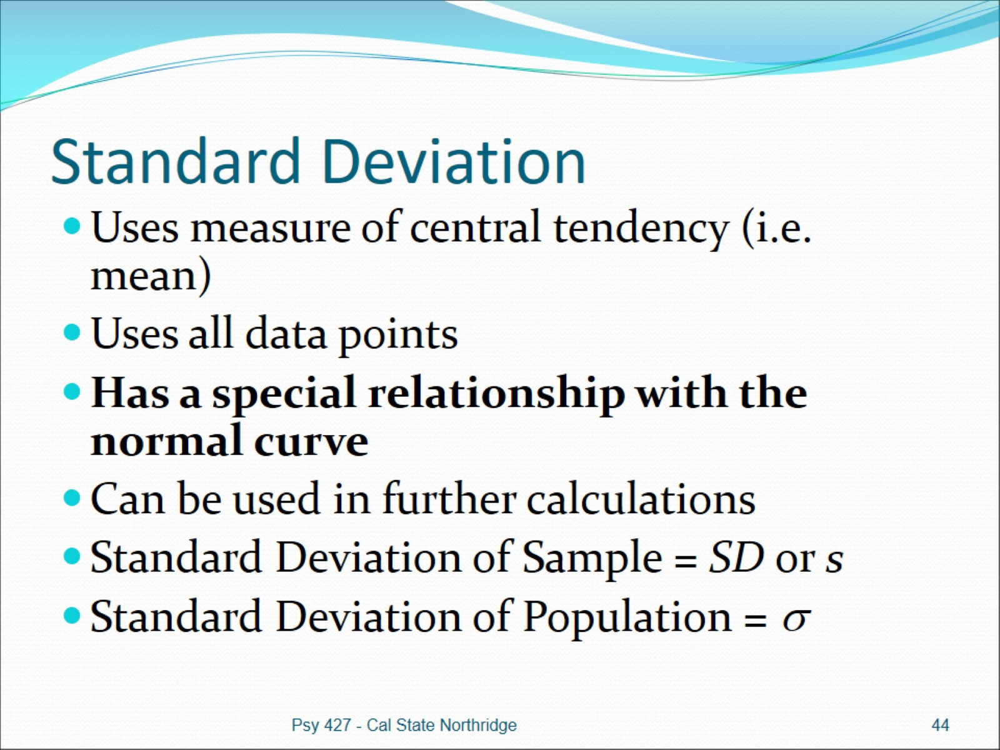 Standard Deviation
• Uses measure of central tendency (i.e.
mean)
• Uses all data points
• Has a special relationship with the
normal curve
• Can be used in further calculations
• Standard Deviation of Sample = SD or s
• Standard Deviation of Population = σ
Psy 427 - Cal State Northridge
44